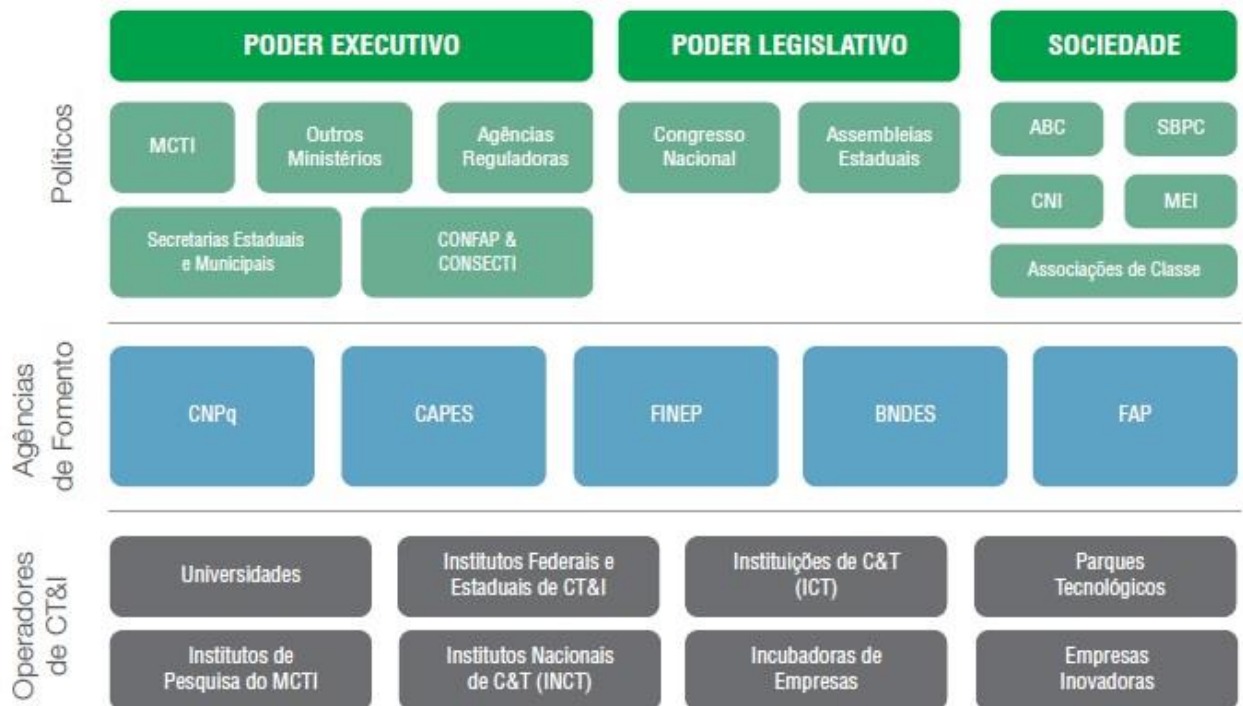 PODER EXECUTIVO
PODER LEGISLATIVO
SOCIEDADE
Políticos
MCTI
Outros
Ministérios
Agências
Reguladoras
Congresso
Nacional
Assembleias
Estaduais
ABC
SBPC
CNI
MEI
Secretarias Estaduais
e Municipais
CONFAP &
CONSECTI
Associações de Classe
Agências
de Fomento
CNPq
CAPES
FINEP
BNDES
FAP
Operadores
de CT&I
Universidades
Institutos Federais e
Estaduais de CT&I
Instituições de C&T
(ICT)
Parques
Tecnológicos
Institutos de
Pesquisa do MCTI
Institutos Nacionais
de C&T (INCT)
Incubadoras de
Empresas
Empresas
Inovadoras